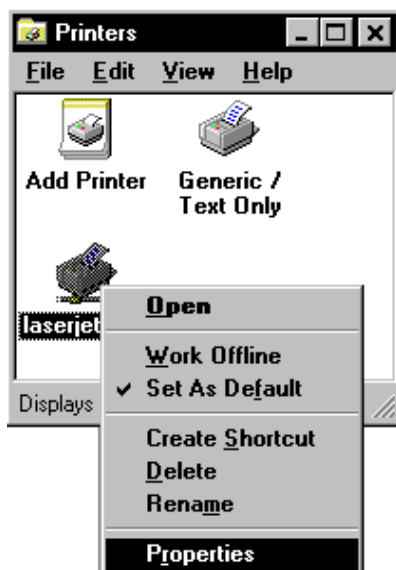 Printers
File Edit View Help
Add Printer
Generic /
Text Only
laserjet
Open
Work Offline
Set As Default
Displays
Create Shortcut
Delete
Rename
Properties